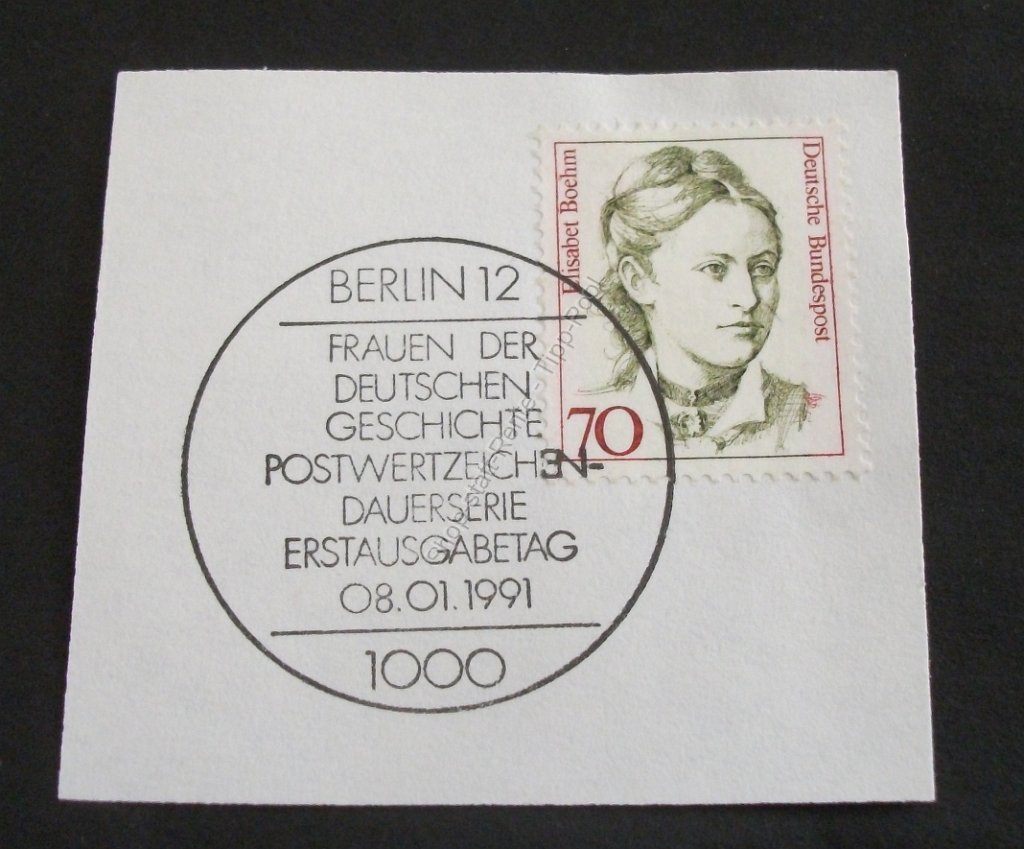 Elisabet Boehm
Deutsche Bundespost
70
BERLIN 12
FRAUEN DER
DEUTSCHEN
GESCHICHTE
POSTWERTZEICHEN-
DAUERSERIE
ERSTAUSGABETAG
08.01.1991
1000